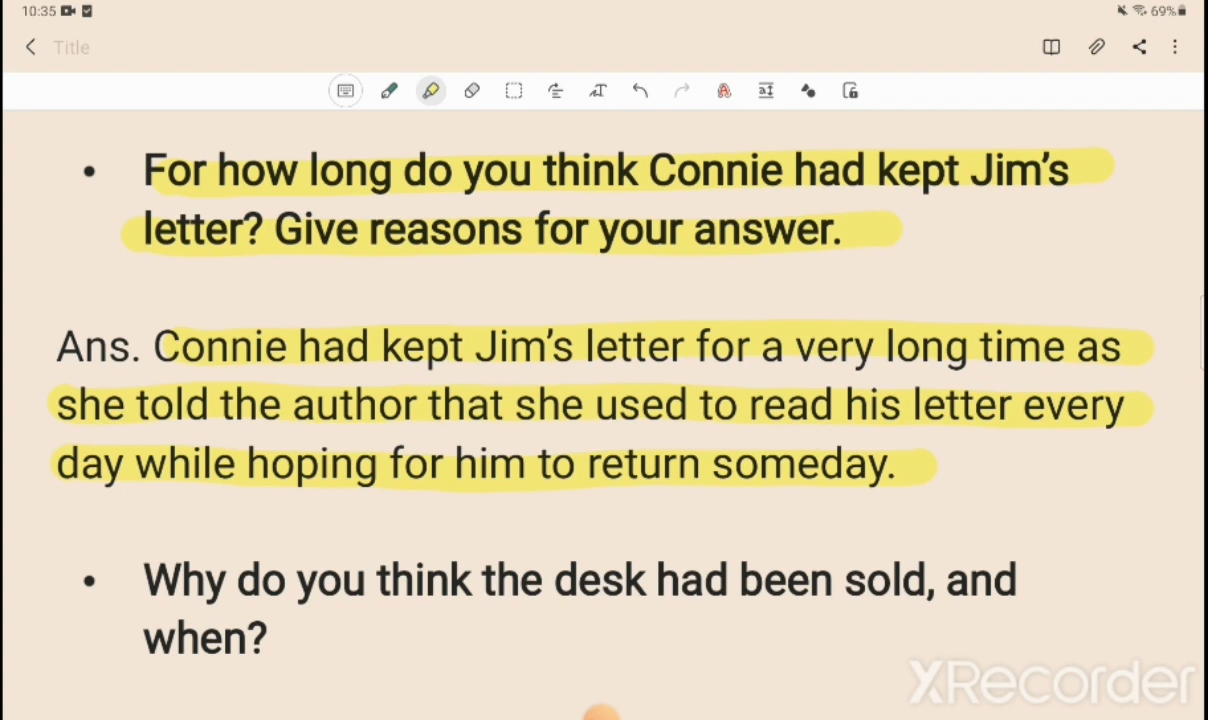 10:35
69%
Title
• For how long do you think Connie had kept Jim’s
letter? Give reasons for your answer.
Ans. Connie had kept Jim’s letter for a very long time as
she told the author that she used to read his letter every
day while hoping for him to return someday.
• Why do you think the desk had been sold, and
when?
XRecorder